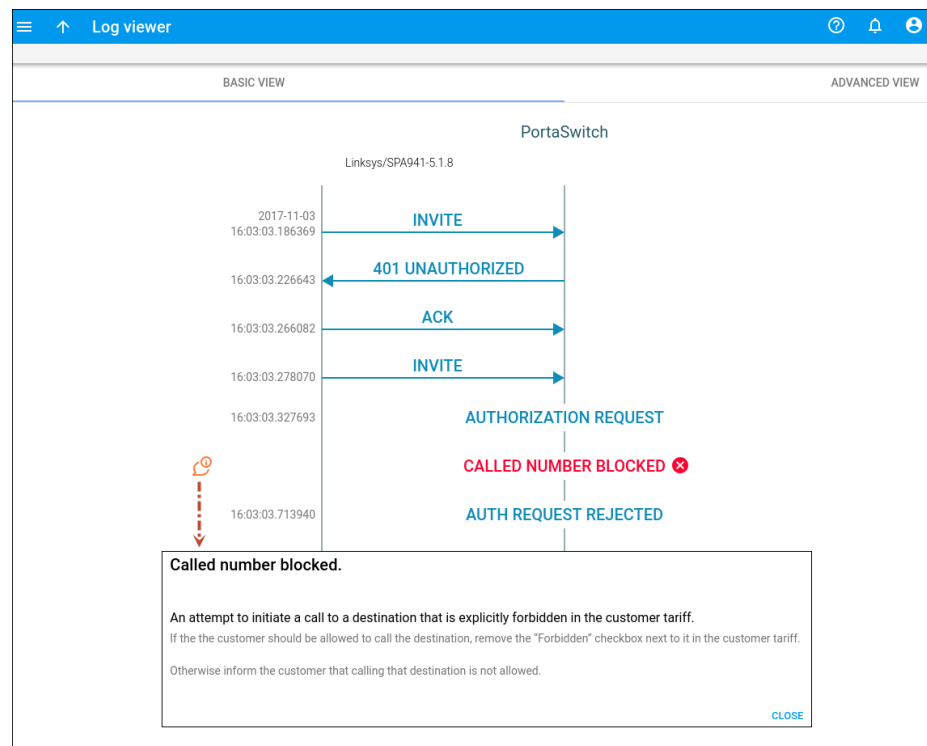 Log viewer
BASIC VIEW
ADVANCED VIEW
PortaSwitch
Linksys/SPA941-5.1.8
2017-11-03
16:03:03.186369
INVITE
401 UNAUTHORIZED
16:03:03.226643
ACK
16:03:03.266082
INVITE
16:03:03.278070
16:03:03.327693
AUTHORIZATION REQUEST
CALLED NUMBER BLOCKED
16:03:03.713940
AUTH REQUEST REJECTED
Called number blocked.
An attempt to initiate a call to a destination that is explicitly forbidden in the customer tariff.
If the the customer should be allowed to call the destination, remove the "Forbidden" checkbox next to it in the customer tariff.
Otherwise inform the customer that calling that destination is not allowed.
CLOSE